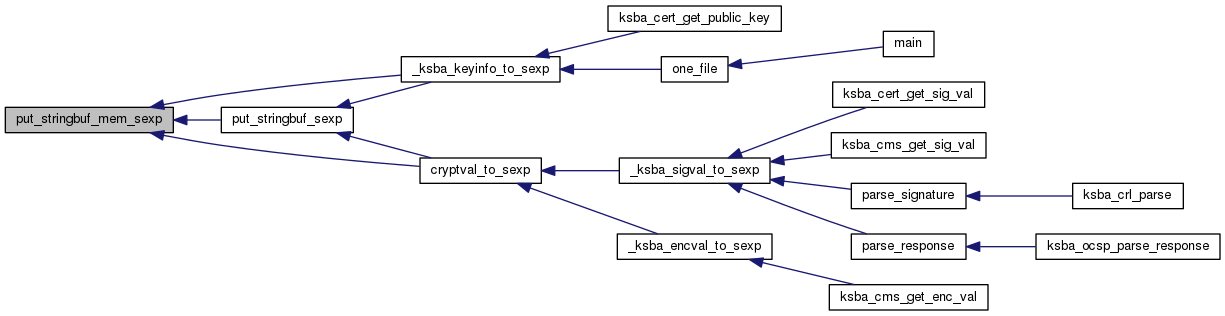 ksba_cert_get_public_key
main
_ksba_keyinfo_to_sexp
one_file
ksba_cert_get_sig_val
put_stringbuf_mem_sexp
put_stringbuf_sexp
ksba_cms_get_sig_val
cryptval_to_sexp
_ksba_sigval_to_sexp
parse_signature
ksba_crl_parse
_ksba_encval_to_sexp
parse_response
ksba_ocsp_parse_response
ksba_cms_get_enc_val